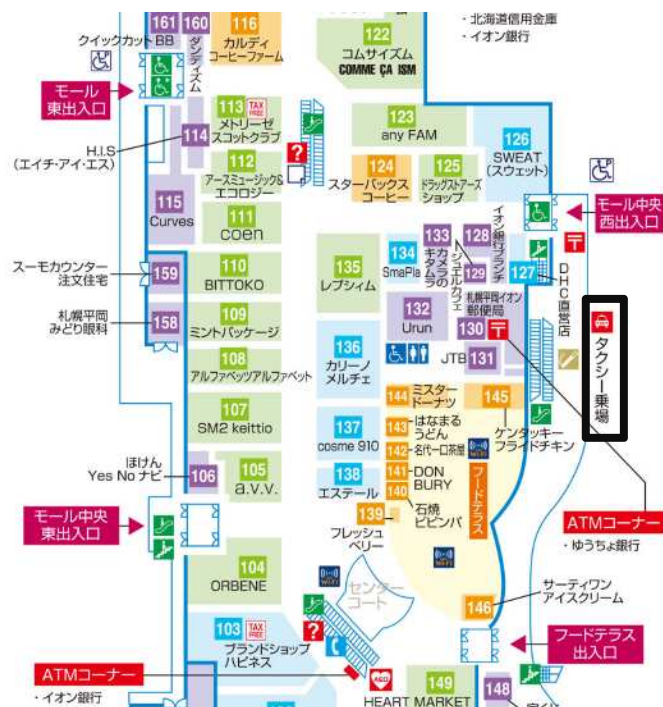 161
160
クイックカット BB
ダンディズム
116
カルディ
コーヒーファーム
122
コムサイズム
COMME ÇA ISM
・北海道信用金庫
・イオン銀行
モール
東出入口
H.I.S
(エイチ・アイ・エス)
114
113
TAX
FREE
メトリーゼ
スコットクラブ
?
123
any FAM
126
SWEAT
(スウェット)
112
アースミュージック&
エコロジー
124
スターバックス
コーヒー
125
ドラッグストアーズ
ショップ
115
Curves
111
coen
モール中央
西出入口
スーモカウンター
注文住宅
159
110
BITTOKO
135
レプシィム
134
SmaPla
133
カメラの
キタムラ
ジュエルカフェ
129
128
イオン銀行ブランチ
127
DHC直営店
札幌平岡
みどり眼科
158
109
ミントパッケージ
132
Urun
札幌平岡イオン
郵便局
130
タクシー乗場
108
アルファベッツアルファベット
136
カリーノ
メルチェ
JTB
131
107
SM2 keittio
144
ミスター
ドーナツ
145
ケンタッキー
フライドチキン
137
cosme 910
143
はなまる
うどん
142
名代一口茶屋
ほけん
Yes No ナビ
106
105
a.v.v.
138
エステール
141
DON
BURY
140
石焼
ビビンバ
フードテラス
モール中央
東出入口
139
フレッシュ
ベリー
ATMコーナー
・ゆうちょ銀行
104
ORBENE
センター
コート
サーティワン
アイスクリーム
146
103
TAX
FREE
ブランドショップ
ハピネス
?
フードテラス
出入口
ATMコーナー
・イオン銀行
AED
149
HEART MARKET
148